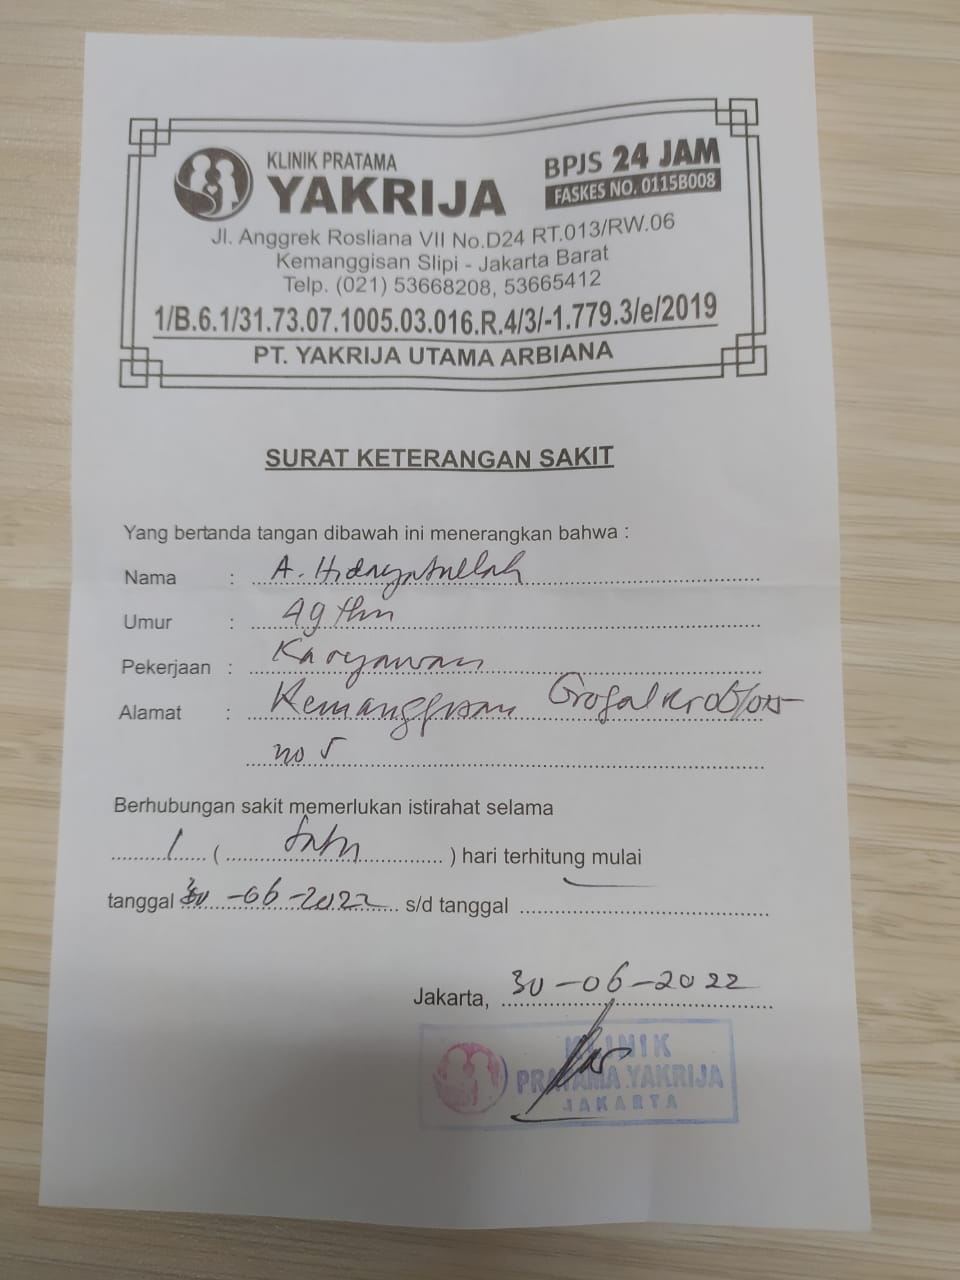 KLINIK PRATAMA
YAKRIJA
BPJS 24 JAM
FASKES NO. 0115B008
Jl. Anggrek Rosliana VII No.D24 RT.013/RW.06
Kemanggisan Slipi - Jakarta Barat
Telp. (021) 53668208, 53665412
1/B.6.1/31.73.07.1005.03.016.R.4/3/-1.779.3/e/2019
PT. YAKRIJA UTAMA ARBIANA
SURAT KETERANGAN SAKIT
Yang bertanda tangan dibawah ini menerangkan bahwa :
Nama : A. Hidayatullah
Umur : 49 thn
Pekerjaan : Karyawan
Alamat : Kemanggisan
no 5
Berhubungan sakit memerlukan istirahat selama
1 ( Satu ) hari terhitung mulai
tanggal 30-06-2022 s/d tanggal
Jakarta, 30-06-2022
KLINIK
PRATAMA YAKRIJA
JAKARTA